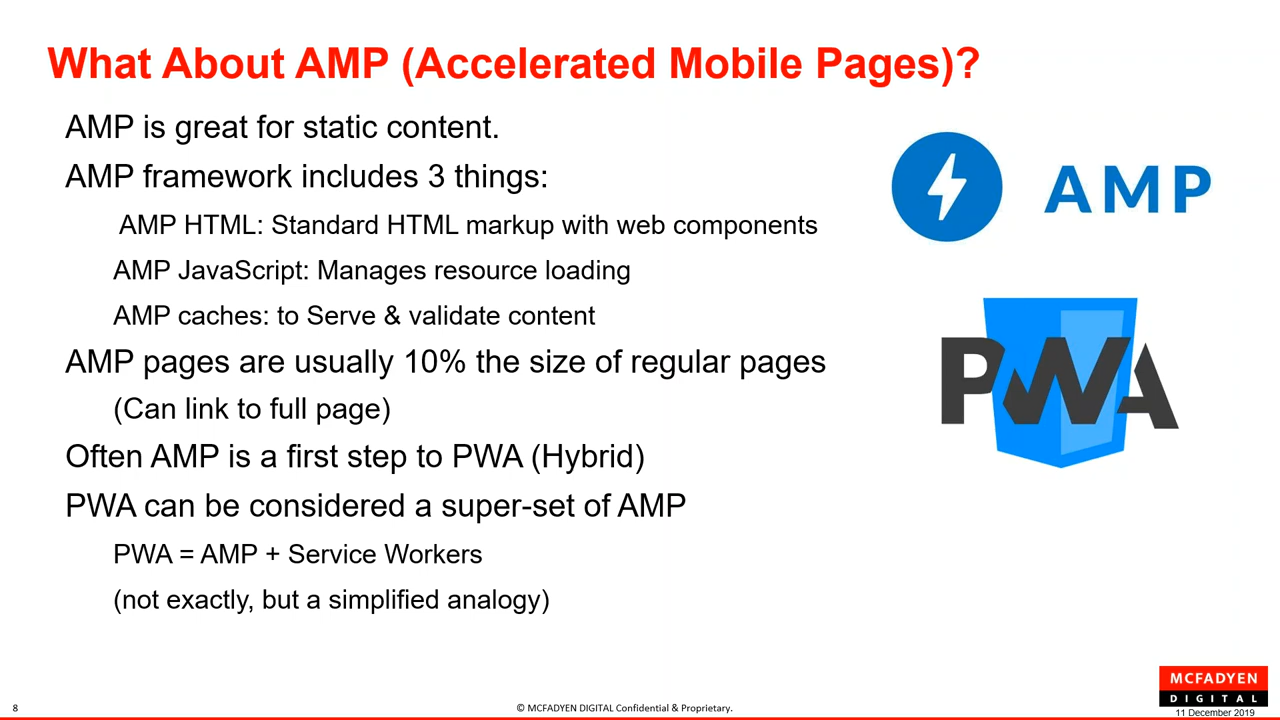 What About AMP (Accelerated Mobile Pages)?
AMP is great for static content.
AMP framework includes 3 things:
AMP HTML: Standard HTML markup with web components
AMP JavaScript: Manages resource loading
AMP caches: to Serve & validate content
AMP pages are usually 10% the size of regular pages
(Can link to full page)
Often AMP is a first step to PWA (Hybrid)
PWA can be considered a super-set of AMP
PWA = AMP + Service Workers
(not exactly, but a simplified analogy)
AMP
PWA
8
© MCFADYEN DIGITAL Confidential & Proprietary.
MCFADYEN
DIGITAL
11 December 2019